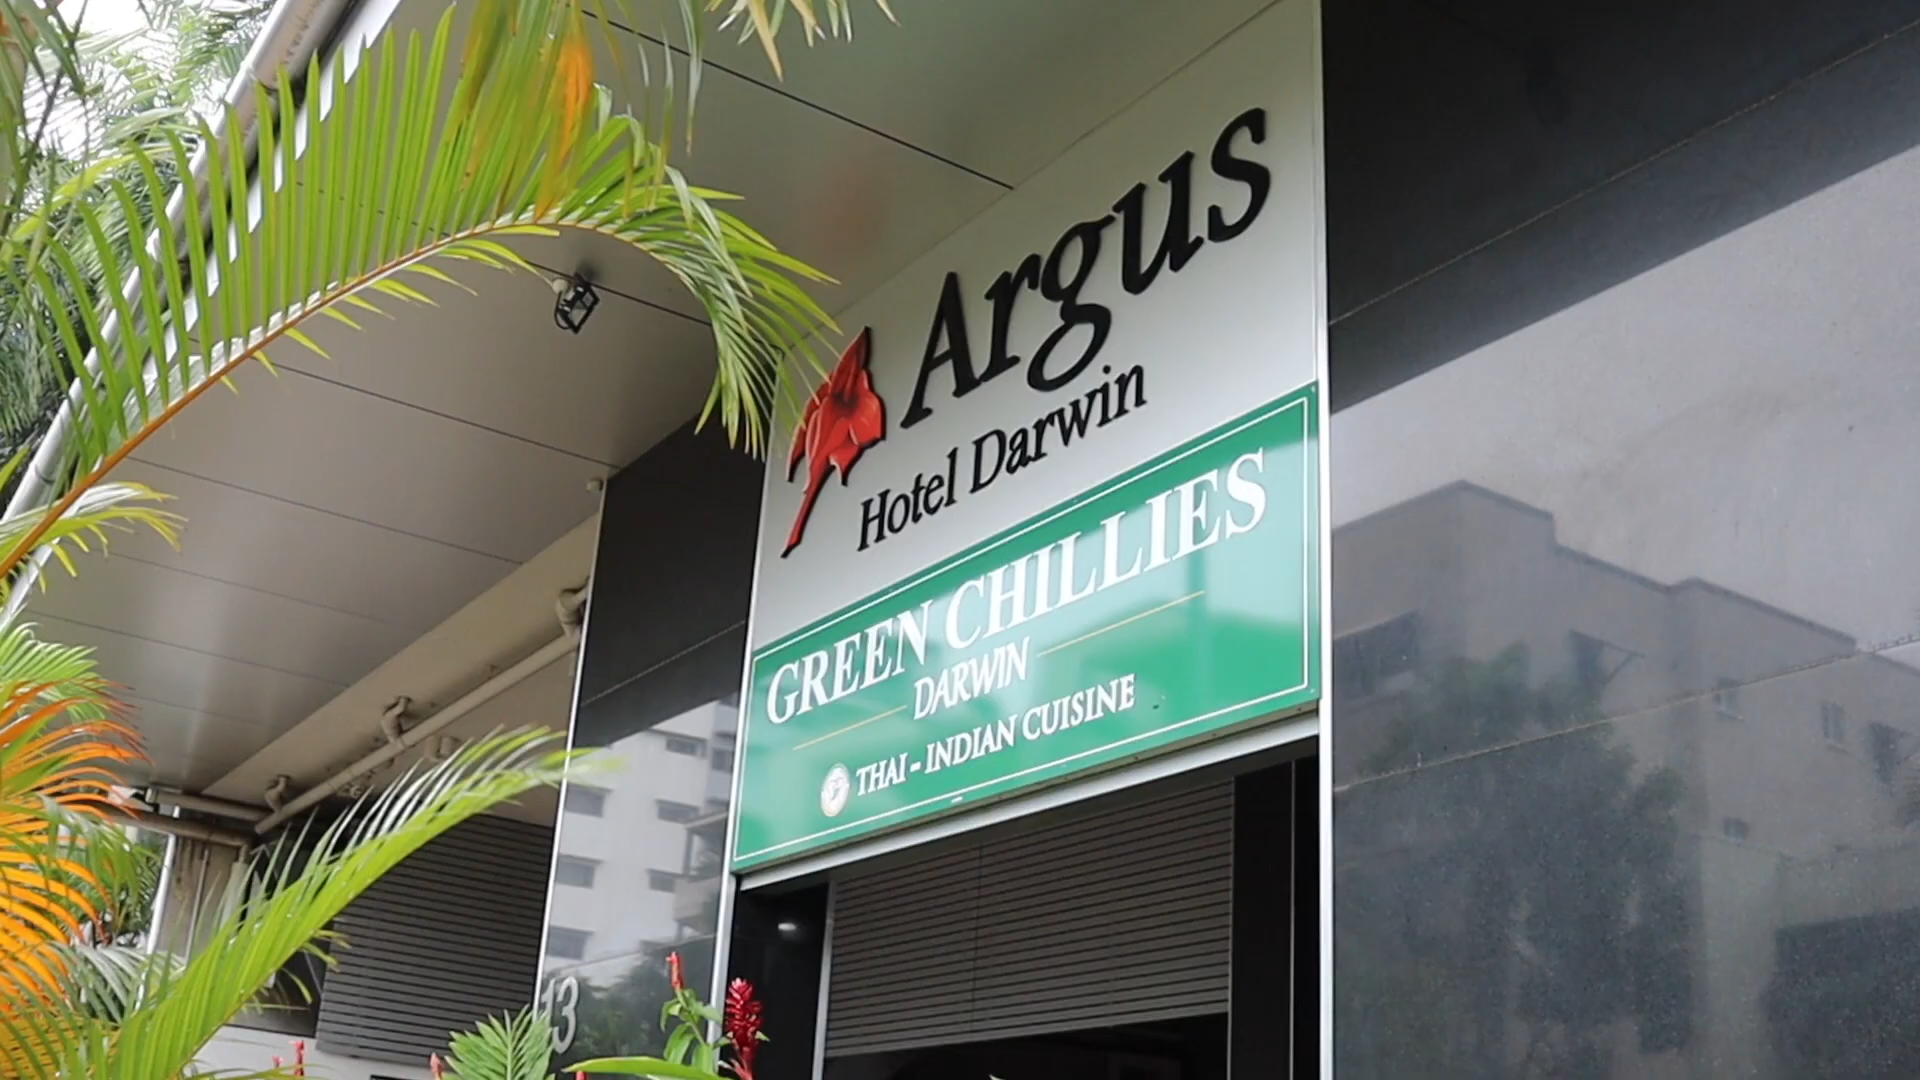 Argus
Hotel Darwin
GREEN CHILLIES
DARWIN
THAI - INDIAN CUISINE
13